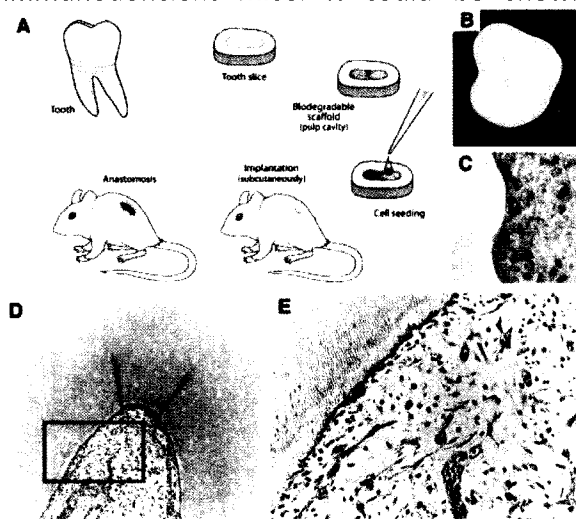 A
B
Tooth
Tooth slice
Biodegradable
scaffold
(pulp cavity)
Anastomosis
Implantation
(subcutaneously)
Cell seeding
C
D
E